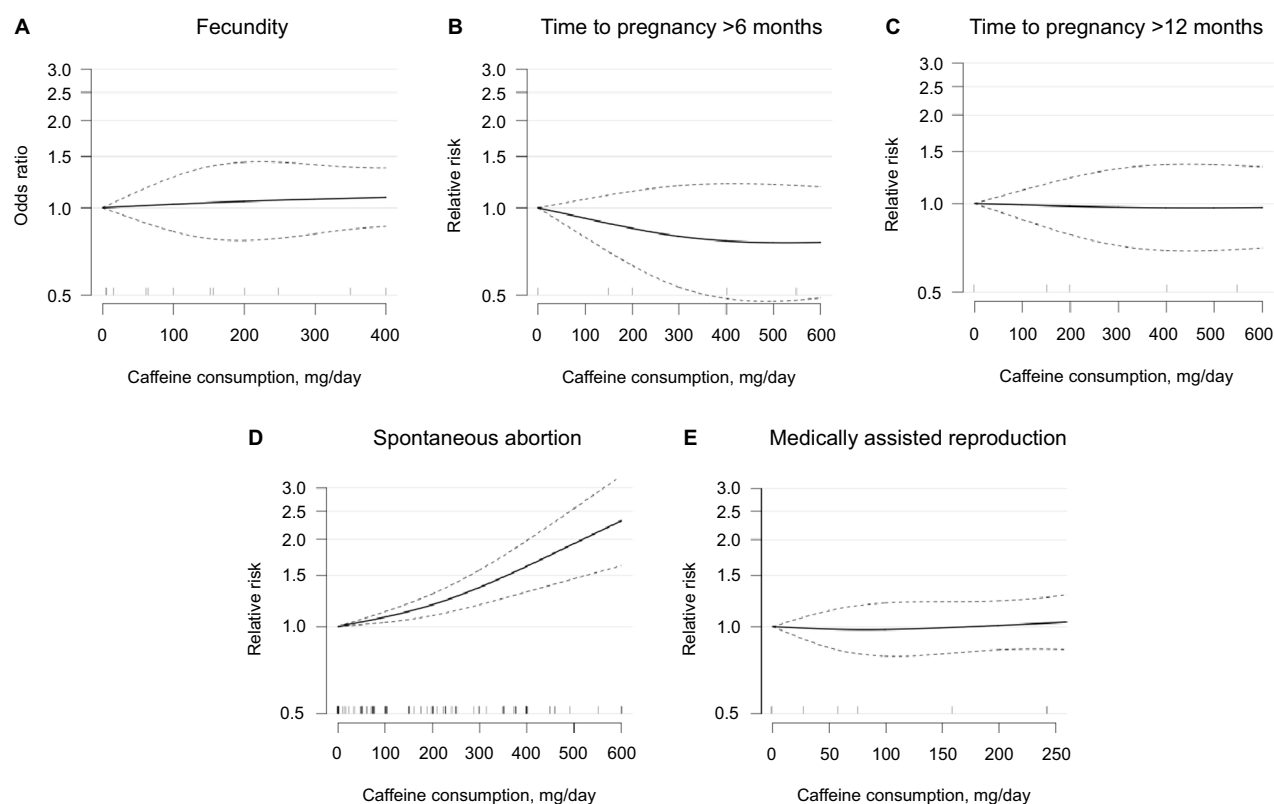 A Fecundity
3.0
2.5
2.0
1.5
1.0
0.5
Odds ratio
0 100 200 300 400
Caffeine consumption, mg/day
B Time to pregnancy >6 months
3.0
2.5
2.0
1.5
1.0
0.5
Relative risk
0 100 200 300 400 500 600
Caffeine consumption, mg/day
C Time to pregnancy >12 months
3.0
2.5
2.0
1.5
1.0
0.5
Relative risk
0 100 200 300 400 500 600
Caffeine consumption, mg/day
D Spontaneous abortion
3.0
2.5
2.0
1.5
1.0
0.5
Relative risk
0 100 200 300 400 500 600
Caffeine consumption, mg/day
E Medically assisted reproduction
3.0
2.5
2.0
1.5
1.0
0.5
Relative risk
0 50 100 150 200 250
Caffeine consumption, mg/day